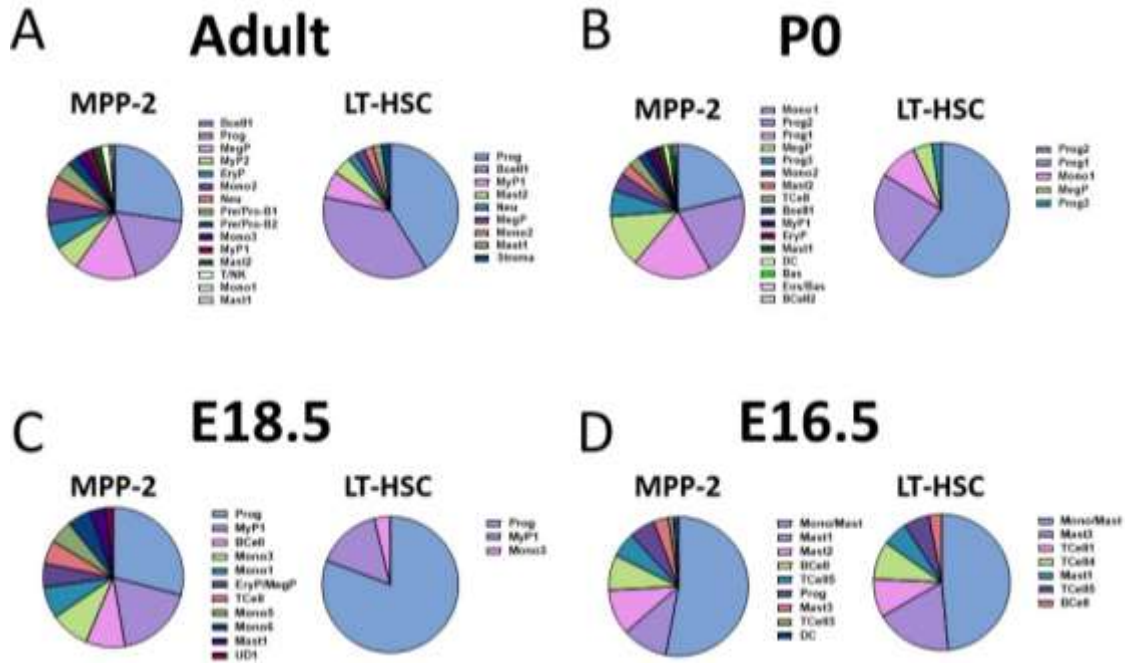 A
Adult
MPP-2
LT-HSC
Bcell1
Prog
MegP
MyP2
EryP
Mono2
Neu
Pre/Pro-B1
Pre/Pro-B2
Mono3
MyP1
Mast2
T/NK
Mono1
Mast1
Prog
Bcell1
MyP1
Mast2
Neu
MegP
Mono2
Mast1
Stroma
B
P0
MPP-2
LT-HSC
Mono1
Prog2
Prog1
MegP
Prog3
Mono2
Mast2
TCell
Bcell1
MyP1
EryP
Mast1
DC
Bas
Eos/Bas
BCell2
Prog2
Prog1
Mono1
MegP
Prog3
C
E18.5
MPP-2
LT-HSC
Prog
MyP1
BCell
Mono3
Mono1
EryP/MegP
TCell
Mono5
Mono6
Mast1
UD1
Prog
MyP1
Mono3
D
E16.5
MPP-2
LT-HSC
Mono/Mast
Mast1
Mast2
BCell
TCell5
Prog
Mast3
TCell3
DC
Mono/Mast
Mast3
TCell1
TCell4
Mast1
TCell5
BCell